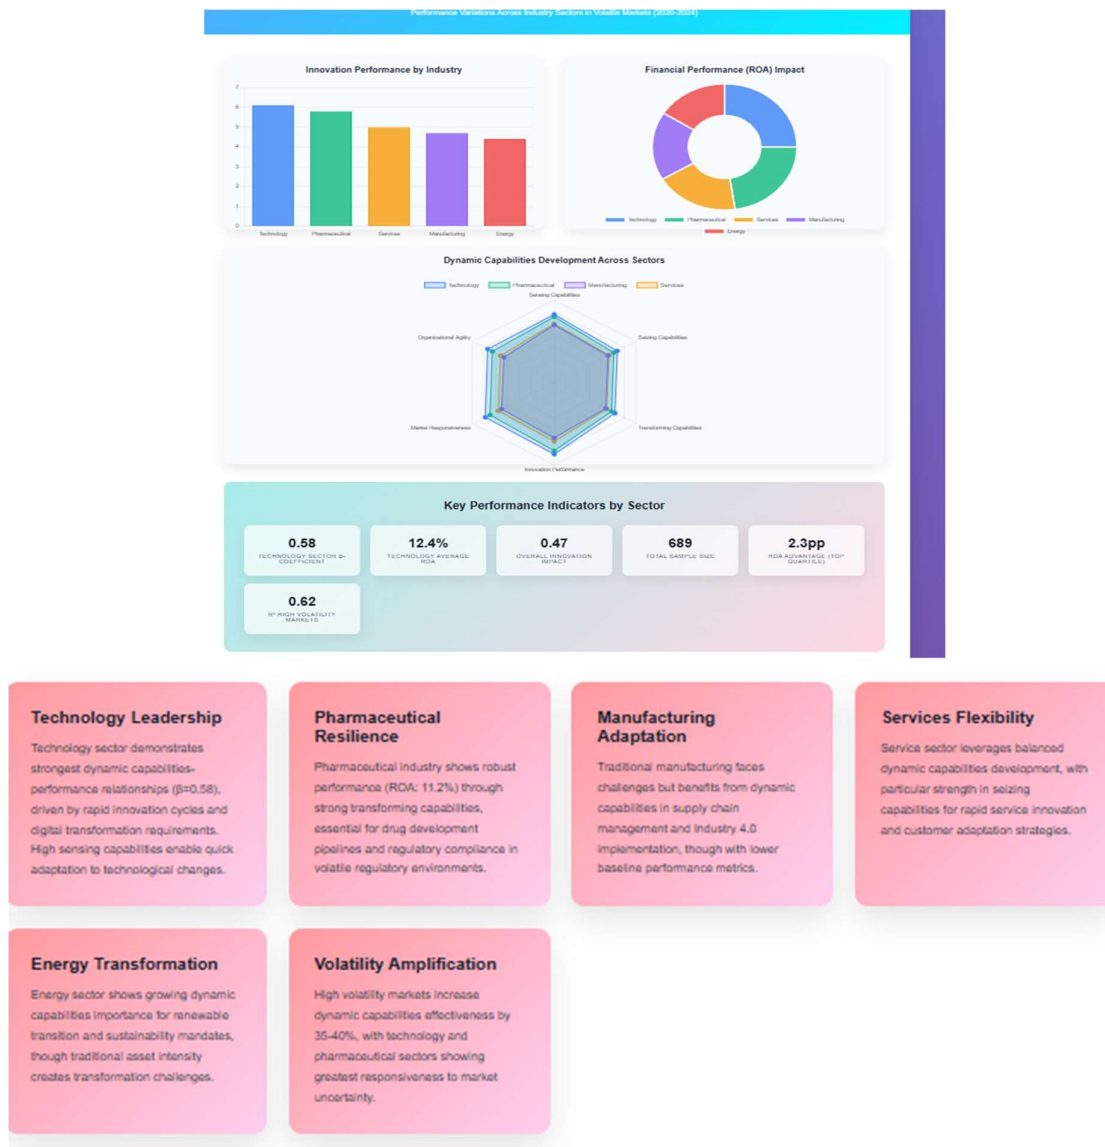 Performance Variations Across Industry Sectors in Volatile Markets (2020-2024)
Innovation Performance by Industry
7
6
5
4
3
2
1
0
Technology
Pharmaceutical
Services
Manufacturing
Energy
Financial Performance (ROA) Impact
Technology
Pharmaceutical
Services
Manufacturing
Energy
Dynamic Capabilities Development Across Sectors
Technology
Pharmaceutical
Manufacturing
Services
Sensing Capabilities
Organizational Agility
Seizing Capabilities
Market Responsiveness
Transforming Capabilities
Innovation Performance
Key Performance Indicators by Sector
0.58
TECHNOLOGY SECTOR β-
COEFFICIENT
12.4%
TECHNOLOGY AVERAGE
ROA
0.47
OVERALL INNOVATION
IMPACT
689
TOTAL SAMPLE SIZE
2.3pp
ROA ADVANTAGE (TOP
QUARTILE)
0.62
R² HIGH VOLATILITY
MARKETS
Technology Leadership
Technology sector demonstrates
strongest dynamic capabilities-
performance relationships (β=0.58),
driven by rapid innovation cycles and
digital transformation requirements.
High sensing capabilities enable quick
adaptation to technological changes.
Pharmaceutical
Resilience
Pharmaceutical industry shows robust
performance (ROA: 11.2%) through
strong transforming capabilities,
essential for drug development
pipelines and regulatory compliance in
volatile regulatory environments.
Manufacturing
Adaptation
Traditional manufacturing faces
challenges but benefits from dynamic
capabilities in supply chain
management and Industry 4.0
implementation, though with lower
baseline performance metrics.
Services Flexibility
Service sector leverages balanced
dynamic capabilities development, with
particular strength in seizing
capabilities for rapid service innovation
and customer adaptation strategies.
Energy Transformation
Energy sector shows growing dynamic
capabilities importance for renewable
transition and sustainability mandates,
though traditional asset intensity
creates transformation challenges.
Volatility Amplification
High volatility markets increase
dynamic capabilities effectiveness by
35-40%, with technology and
pharmaceutical sectors showing
greatest responsiveness to market
uncertainty.